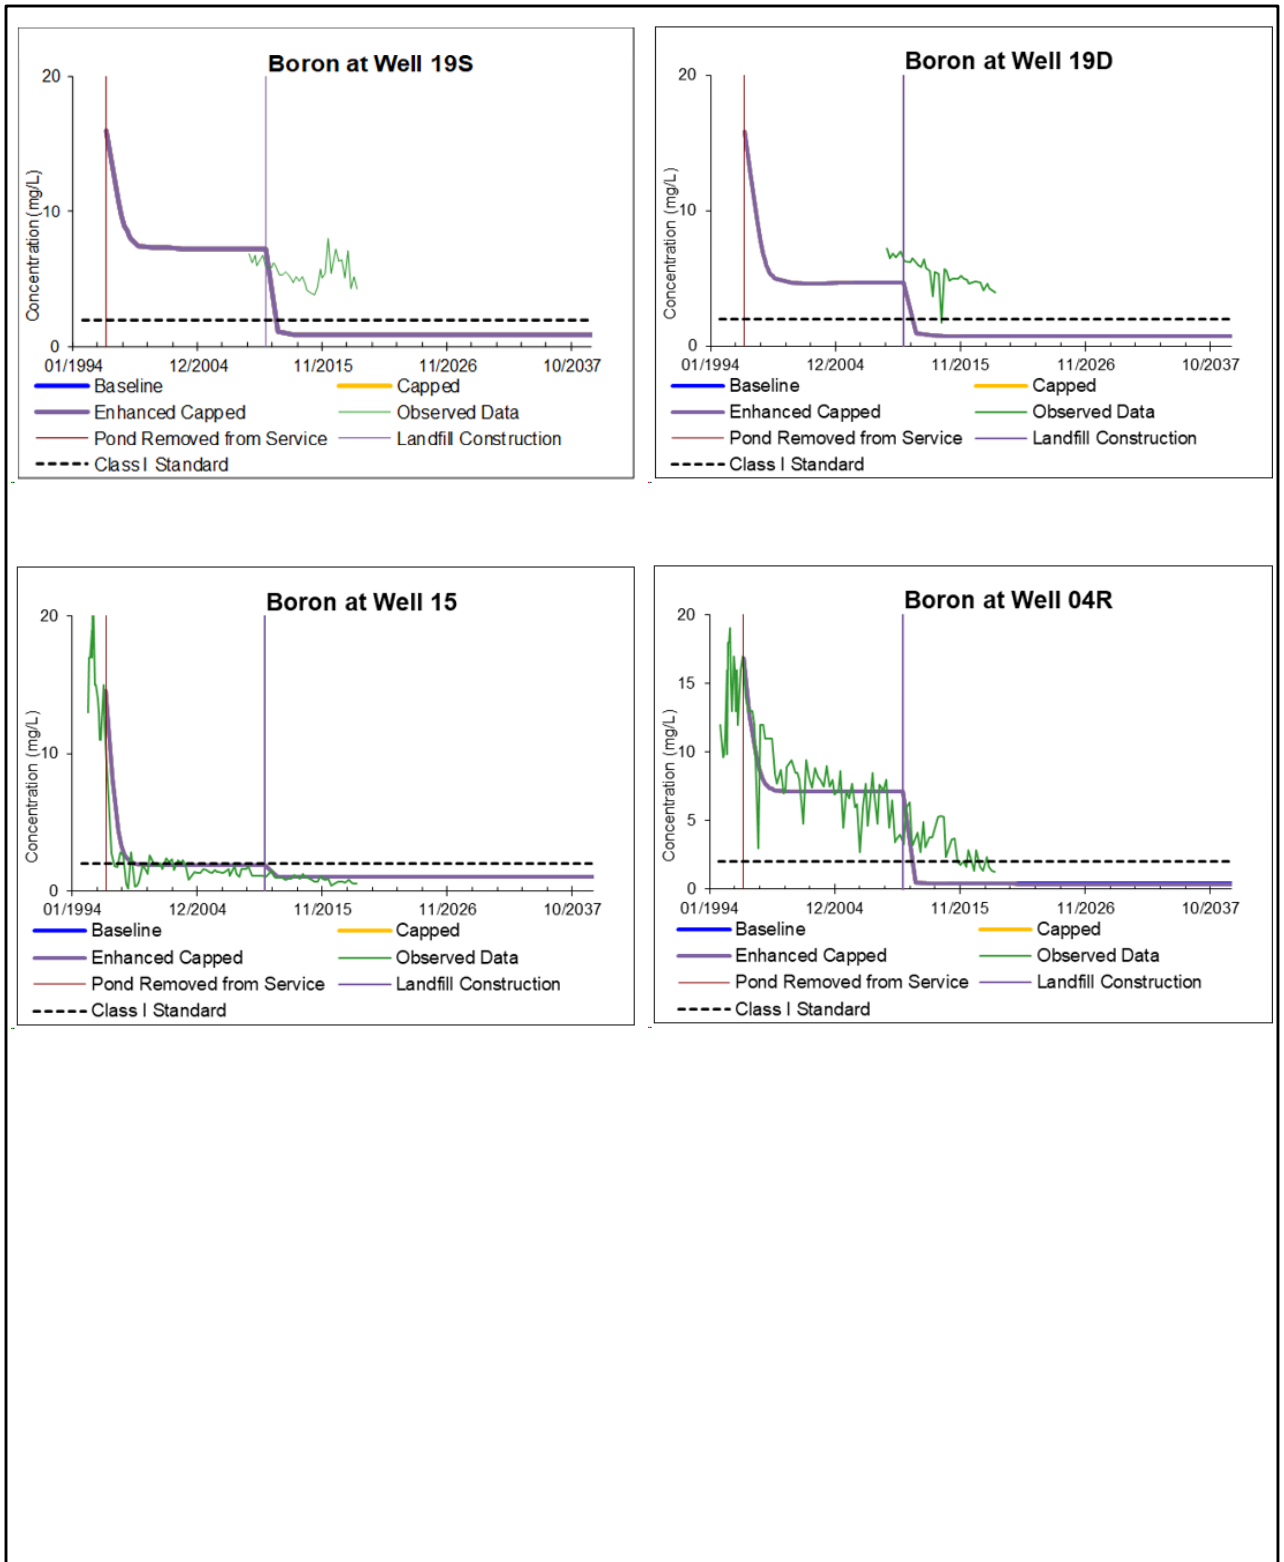 Boron at Well 19S
20
10
0
Concentration (mg/L)
01/1994 12/2004 11/2015 11/2026 10/2037
Baseline Capped
Enhanced Capped Observed Data
Pond Removed from Service Landfill Construction
Class I Standard
Boron at Well 19D
20
10
0
Concentration (mg/L)
01/1994 12/2004 11/2015 11/2026 10/2037
Baseline Capped
Enhanced Capped Observed Data
Pond Removed from Service Landfill Construction
Class I Standard
Boron at Well 15
20
10
0
Concentration (mg/L)
01/1994 12/2004 11/2015 11/2026 10/2037
Baseline Capped
Enhanced Capped Observed Data
Pond Removed from Service Landfill Construction
Class I Standard
Boron at Well 04R
20
15
10
5
0
Concentration (mg/L)
01/1994 12/2004 11/2015 11/2026 10/2037
Baseline Capped
Enhanced Capped Observed Data
Pond Removed from Service Landfill Construction
Class I Standard